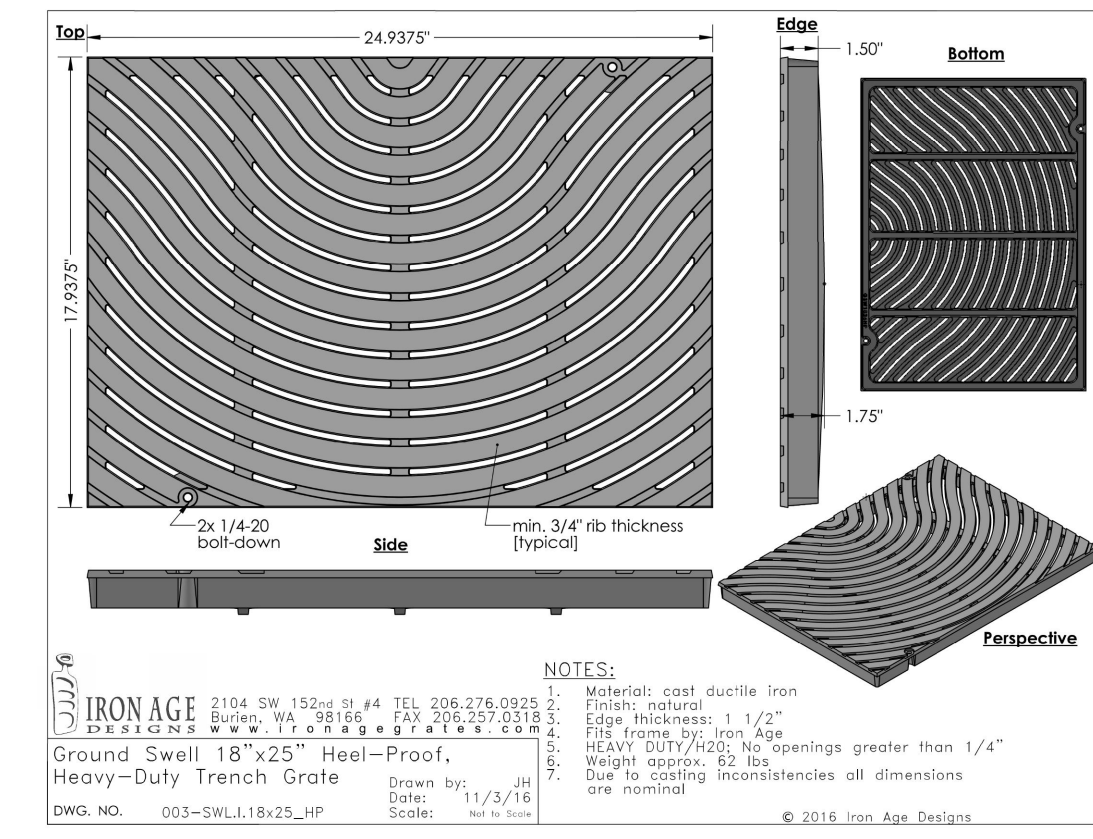 Top
24.9375"
17.9375"
Edge
1.50"
1.75"
Bottom
2x 1/4-20
bolt-down
Side
min. 3/4" rib thickness
[typical]
Perspective
IRON AGE
DESIGNS
2104 SW 152nd St #4 TEL 206.276.0925
Burien, WA 98166 FAX 206.257.0318
www.ironagegrates.com
Ground Swell 18"x25" Heel-Proof,
Heavy-Duty Trench Grate
Drawn by: JH
Date: 11/3/16
Scale: Not to Scale
DWG. NO. 003-SWL.I.18x25_HP
NOTES:
1. Material: cast ductile iron
2. Finish: natural
3. Edge thickness: 1 1/2"
4. Fits frame by: Iron Age
5. HEAVY DUTY/H20; No openings greater than 1/4"
6. Weight approx. 62 lbs
7. Due to casting inconsistencies all dimensions
are nominal
© 2016 Iron Age Designs